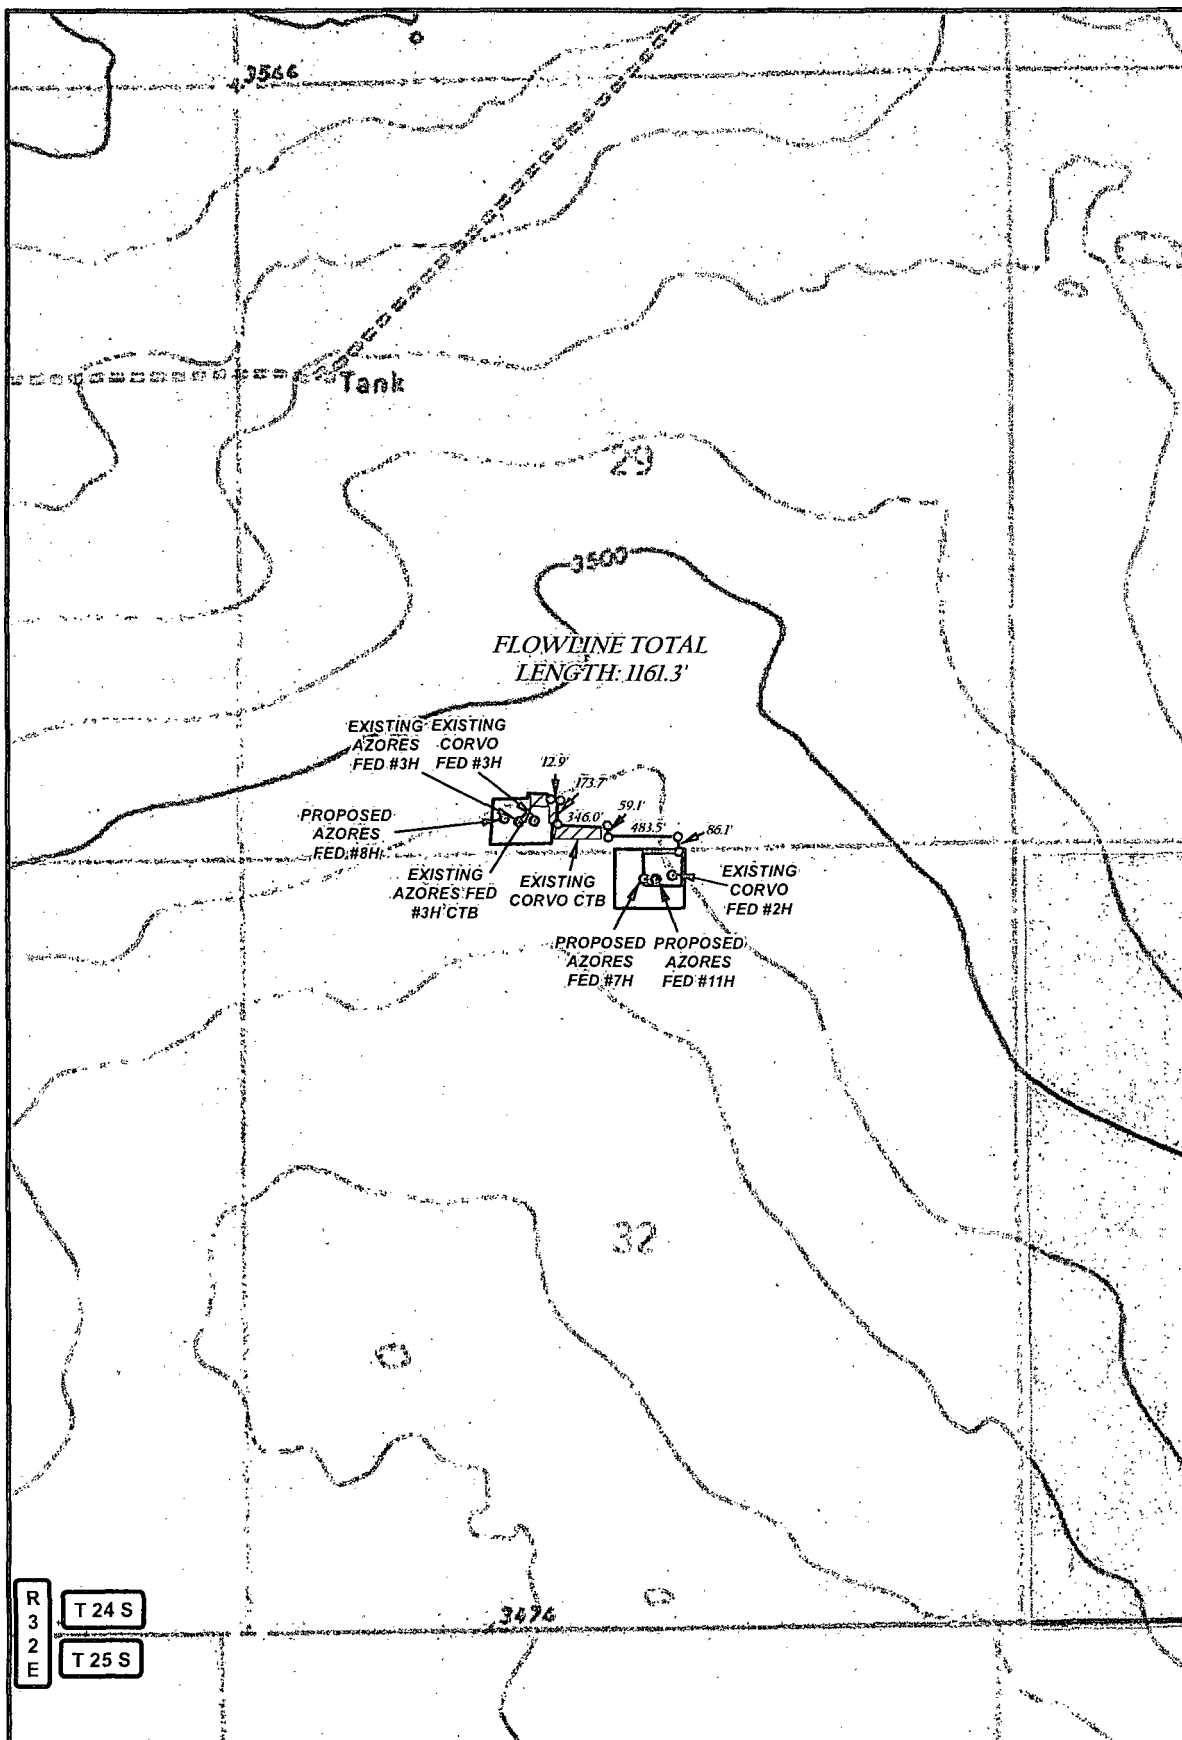 3566
Tank
29
3500
FLOWLINE TOTAL
LENGTH: 1161.3'
EXISTING
AZORES
FED #3H
EXISTING
CORVO
FED #3H
12.9'
173.7'
346.0'
59.1'
483.5'
86.1'
PROPOSED
AZORES
FED #8H
EXISTING
AZORES FED
#3H CTB
EXISTING
CORVO CTB
EXISTING
CORVO
FED #2H
PROPOSED
AZORES
FED #7H
PROPOSED
AZORES
FED #11H
32
R
3
2
E
T 24 S
T 25 S